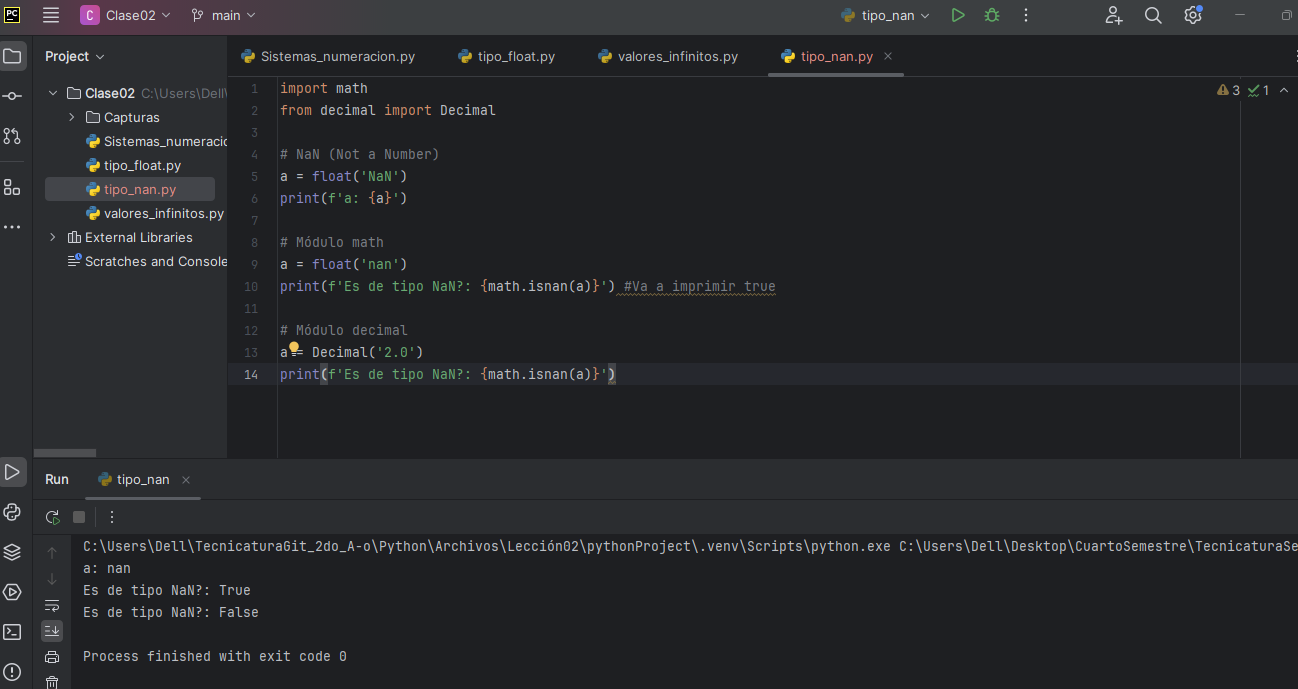 PC C Clase02 main tipo_nan
Project
Sistemas_numeracion.py tipo_float.py valores_infinitos.py tipo_nan.py
Clase02 C:\Users\Dell\
Capturas
Sistemas_numeracio
tipo_float.py
tipo_nan.py
valores_infinitos.py
External Libraries
Scratches and Console
3 1
1 import math
2 from decimal import Decimal
3
4 # NaN (Not a Number)
5 a = float('NaN')
6 print(f'a: {a}')
7
8 # Módulo math
9 a = float('nan')
10 print(f'Es de tipo NaN?: {math.isnan(a)}') #Va a imprimir true
11
12 # Módulo decimal
13 a = Decimal('2.0')
14 print(f'Es de tipo NaN?: {math.isnan(a)}')
Run tipo_nan
C:\Users\Dell\TecnicaturaGit_2do_A-o\Python\Archivos\Lección02\pythonProject\.venv\Scripts\python.exe C:\Users\Dell\Desktop\CuartoSemestre\TecnicaturaSe
a: nan
Es de tipo NaN?: True
Es de tipo NaN?: False
Process finished with exit code 0